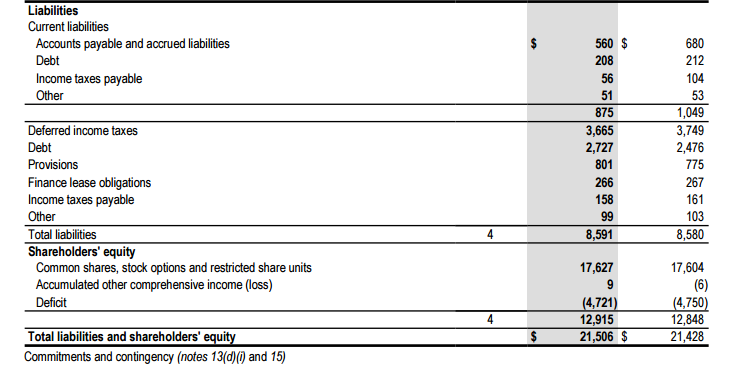 Liabilities
Current liabilities
Accounts payable and accrued liabilities $ 560 $ 680
Debt 208 212
Income taxes payable 56 104
Other 51 53
875 1,049
Deferred income taxes 3,665 3,749
Debt 2,727 2,476
Provisions 801 775
Finance lease obligations 266 267
Income taxes payable 158 161
Other 99 103
Total liabilities 4 8,591 8,580
Shareholders' equity
Common shares, stock options and restricted share units 17,627 17,604
Accumulated other comprehensive income (loss) 9 (6)
Deficit (4,721) (4,750)
4 12,915 12,848
Total liabilities and shareholders' equity $ 21,506 $ 21,428
Commitments and contingency (notes 13(d)(i) and 15)